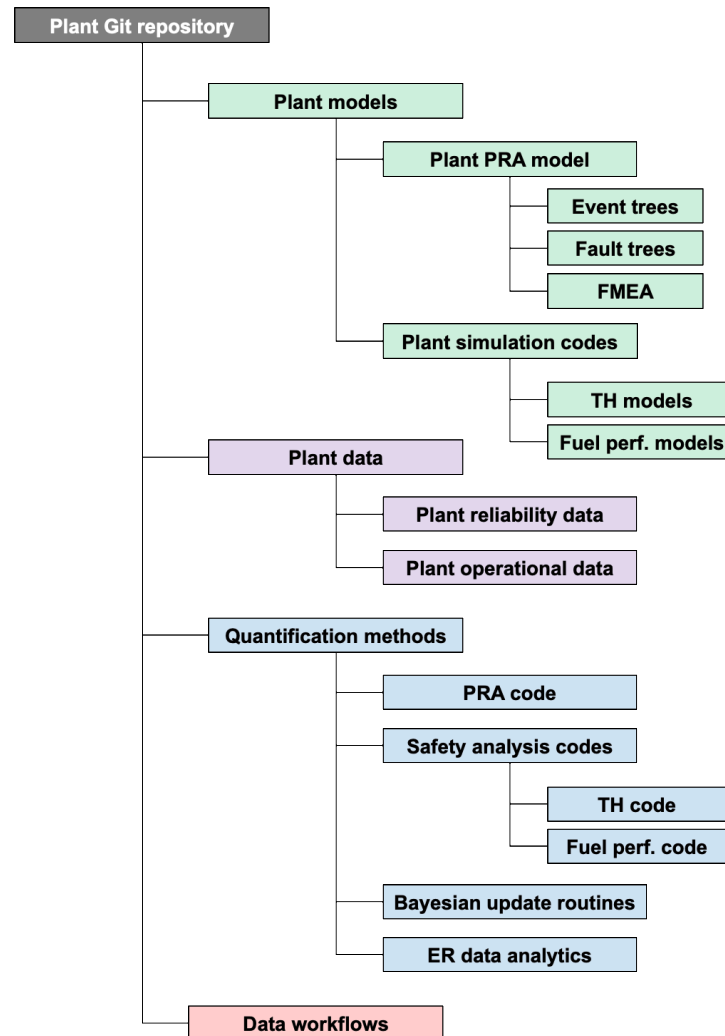 Plant Git repository
Plant models
Plant PRA model
Event trees
Fault trees
FMEA
Plant simulation codes
TH models
Fuel perf. models
Plant data
Plant reliability data
Plant operational data
Quantification methods
PRA code
Safety analysis codes
TH code
Fuel perf. code
Bayesian update routines
ER data analytics
Data workflows